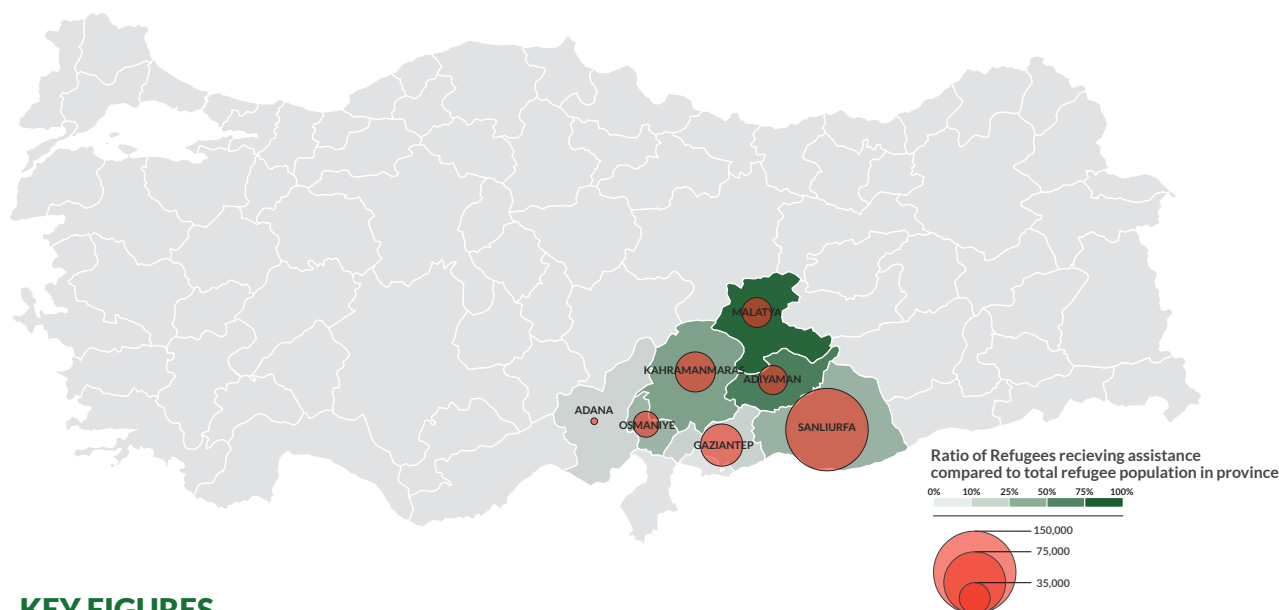 MALATYA
KAHRAMANMARAS
ADIYAMAN
ADANA
OSMANIYE
SANLIURFA
GAZIANTEP
Ratio of Refugees recieving assistance
compared to total refugee population in province
0% 10% 25% 50% 75% 100%
150,000
75,000
35,000
KEY FIGURES